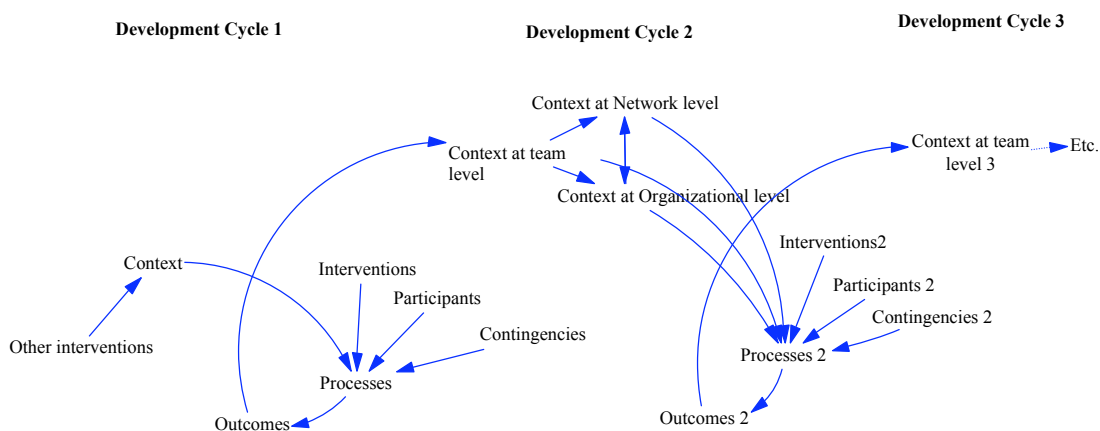 Development Cycle 1
Development Cycle 2
Development Cycle 3
Context at Network level
Context at team
level
Context at Organizational level
Context at team
level 3
Etc.
Context
Interventions
Participants
Contingencies
Other interventions
Processes
Outcomes
Interventions2
Participants 2
Contingencies 2
Processes 2
Outcomes 2